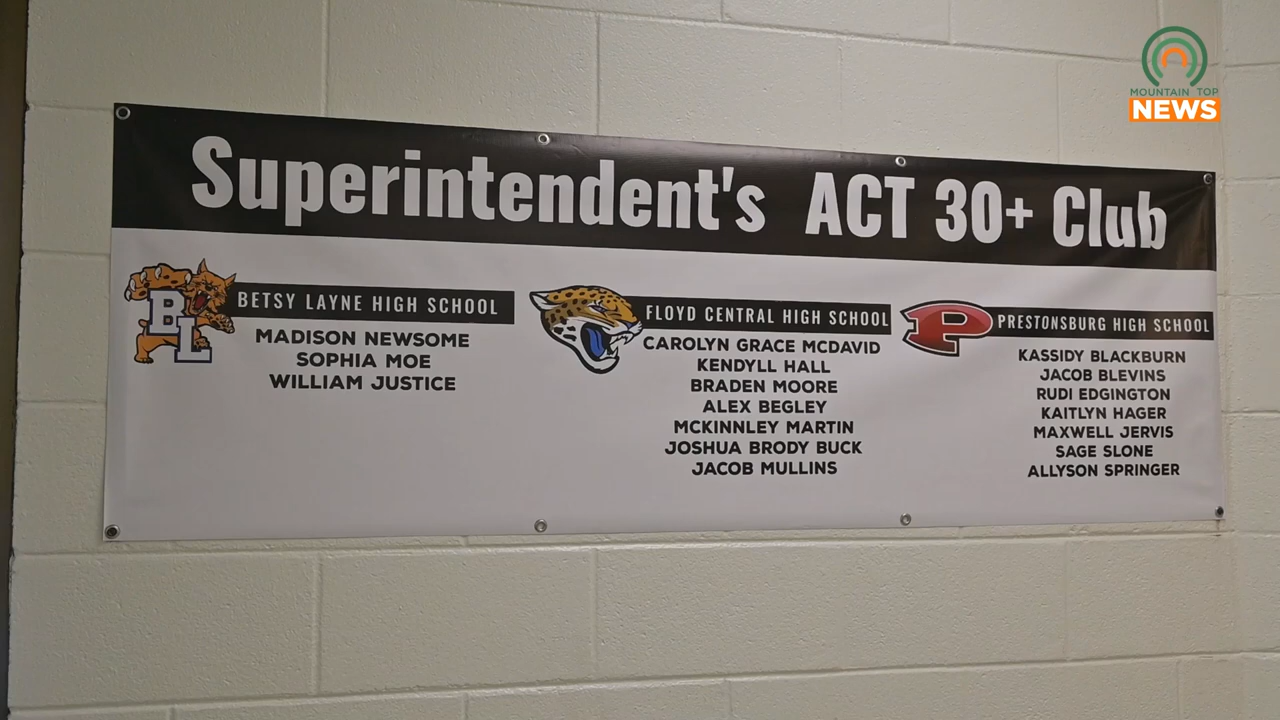 MOUNTAIN TOP
NEWS
Superintendent's ACT 30+ Club
BL
BETSY LAYNE HIGH SCHOOL
MADISON NEWSOME
SOPHIA MOE
WILLIAM JUSTICE
FLOYD CENTRAL HIGH SCHOOL
CAROLYN GRACE MCDAVID
KENDYLL HALL
BRADEN MOORE
ALEX BEGLEY
MCKINNLEY MARTIN
JOSHUA BRODY BUCK
JACOB MULLINS
P
PRESTONSBURG HIGH SCHOOL
KASSIDY BLACKBURN
JACOB BLEVINS
RUDI EDGINGTON
KAITLYN HAGER
MAXWELL JERVIS
SAGE SLONE
ALLYSON SPRINGER